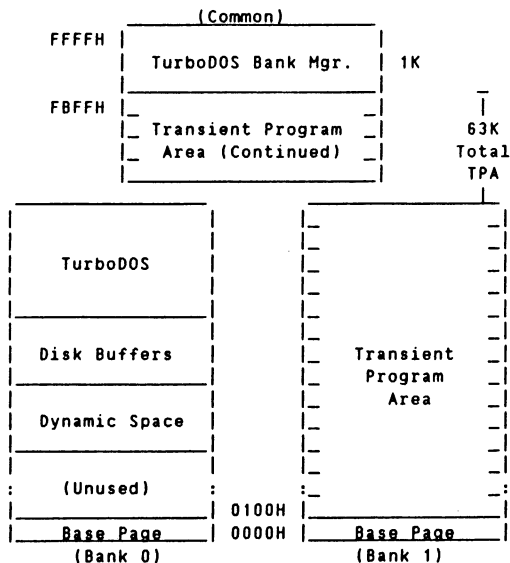 (Common)
FFFFH
TurboDOS Bank Mgr. 1K
FBFFH
Transient Program
Area (Continued)
63K
Total
TPA
TurboDOS
Disk Buffers
Dynamic Space
(Unused)
Transient
Program
Area
0100H
Base Page 0000H Base Page
(Bank 0) (Bank 1)